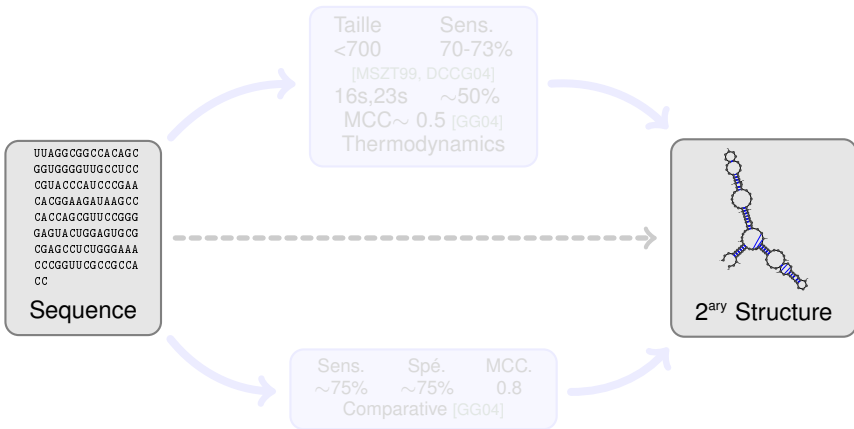 Taille Sens.
<700 70-73%
[MSZT99, DCCG04]
16s,23s ∼50%
MCC∼ 0.5 [GG04]
Thermodynamics
UUAGGCGGCCACAGC
GGUGGGGUUGCCUCC
CGUACCCAUCCCGAA
CACGGAAGAUAAGCC
CACCAGCGUUCCGGG
GAGUACUGGAGUGCG
CGAGCCUCUGGGAAA
CCCGGUUCGCCGCCA
CC
Sequence
2ary Structure
Sens. Spé. MCC.
∼75% ∼75% 0.8
Comparative [GG04]